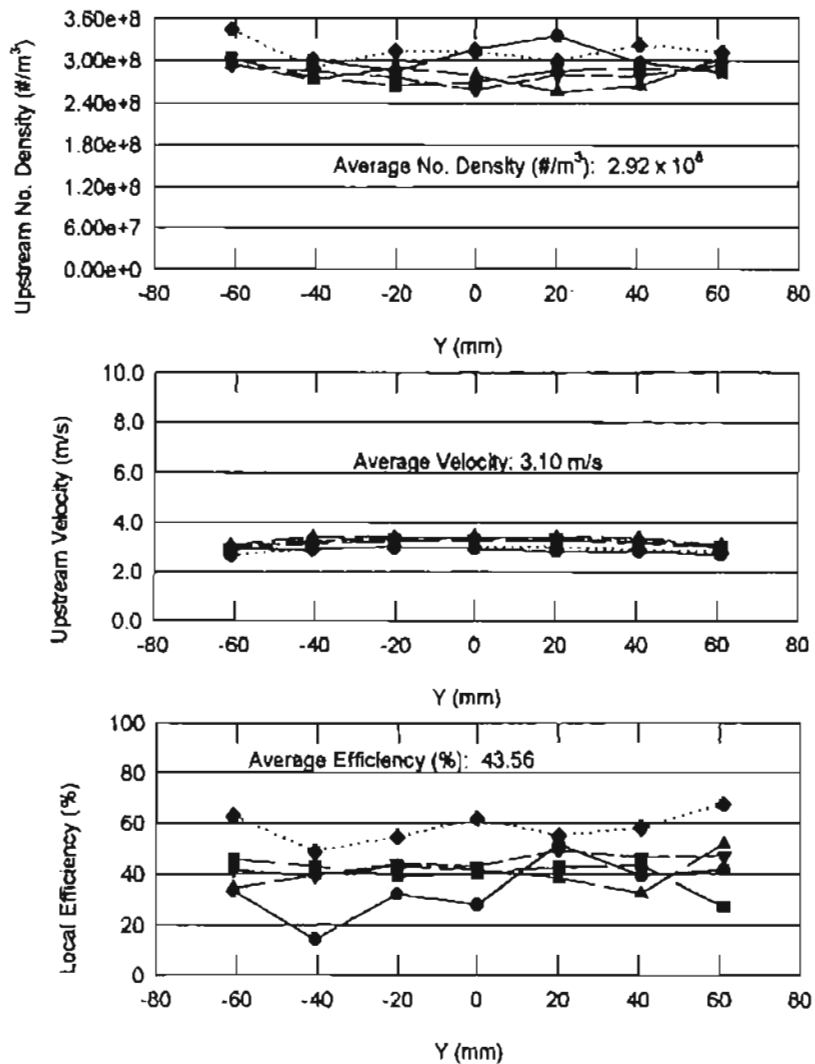 Upstream No. Density (#/m³)
3.60e+8
3.00e+8
2.40e+8
1.80e+8
1.20e+8
6.00e+7
0.00e+0
Average No. Density (#/m³): 2.92 x 10⁸
-80 -60 -40 -20 0 20 40 60 80
Y (mm)
Upstream Velocity (m/s)
10.0
8.0
6.0
4.0
2.0
0.0
Average Velocity: 3.10 m/s
-80 -60 -40 -20 0 20 40 60 80
Y (mm)
Local Efficiency (%)
100
80
60
40
20
0
Average Efficiency (%): 43.56
-80 -60 -40 -20 0 20 40 60 80
Y (mm)